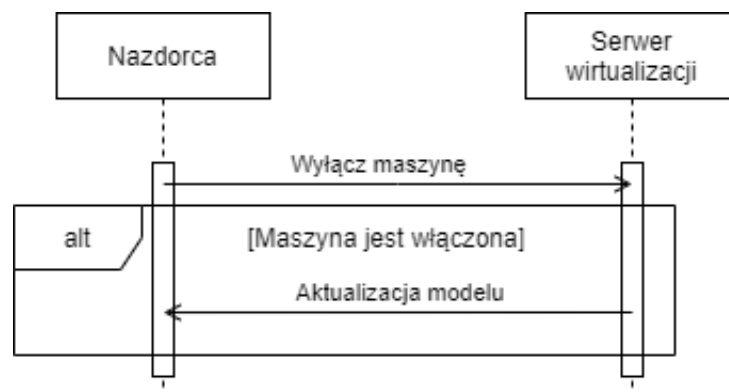 Nazdorca
Serwer
wirtualizacji
Wyłącz maszynę
alt
[Maszyna jest włączona]
Aktualizacja modelu